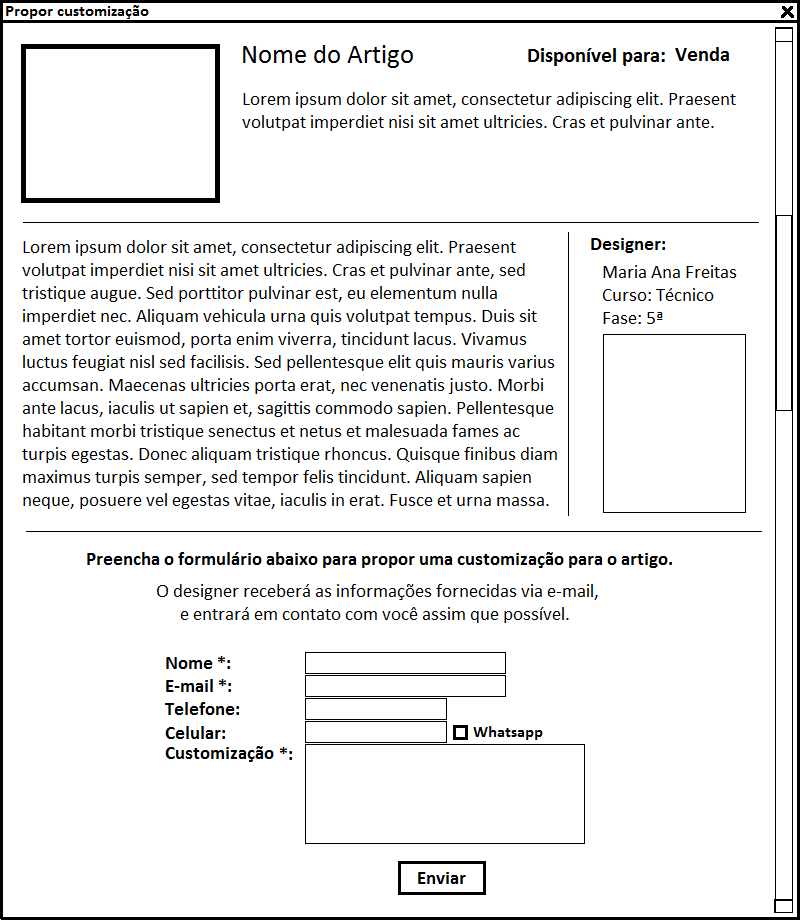 Propor customização
Nome do Artigo
Disponível para: Venda
Lorem ipsum dolor sit amet, consectetur adipiscing elit. Praesent
volutpat imperdiet nisi sit amet ultricies. Cras et pulvinar ante.
Lorem ipsum dolor sit amet, consectetur adipiscing elit. Praesent
volutpat imperdiet nisi sit amet ultricies. Cras et pulvinar ante, sed
tristique augue. Sed porttitor pulvinar est, eu elementum nulla
imperdiet nec. Aliquam vehicula urna quis volutpat tempus. Duis sit
amet tortor euismod, porta enim viverra, tincidunt lacus. Vivamus
luctus feugiat nisl sed facilisis. Sed pellentesque elit quis mauris varius
accumsan. Maecenas ultricies porta erat, nec venenatis justo. Morbi
ante lacus, iaculis ut sapien et, sagittis commodo sapien. Pellentesque
habitant morbi tristique senectus et netus et malesuada fames ac
turpis egestas. Donec aliquam tristique rhoncus. Quisque finibus diam
maximus turpis semper, sed tempor felis tincidunt. Aliquam sapien
neque, posuere vel egestas vitae, iaculis in erat. Fusce et urna massa.
Designer:
Maria Ana Freitas
Curso: Técnico
Fase: 5ª
Preencha o formulário abaixo para propor uma customização para o artigo.
O designer receberá as informações fornecidas via e-mail,
e entrará em contato com você assim que possível.
Nome *:
E-mail *:
Telefone:
Celular:
Whatsapp
Customização *:
Enviar